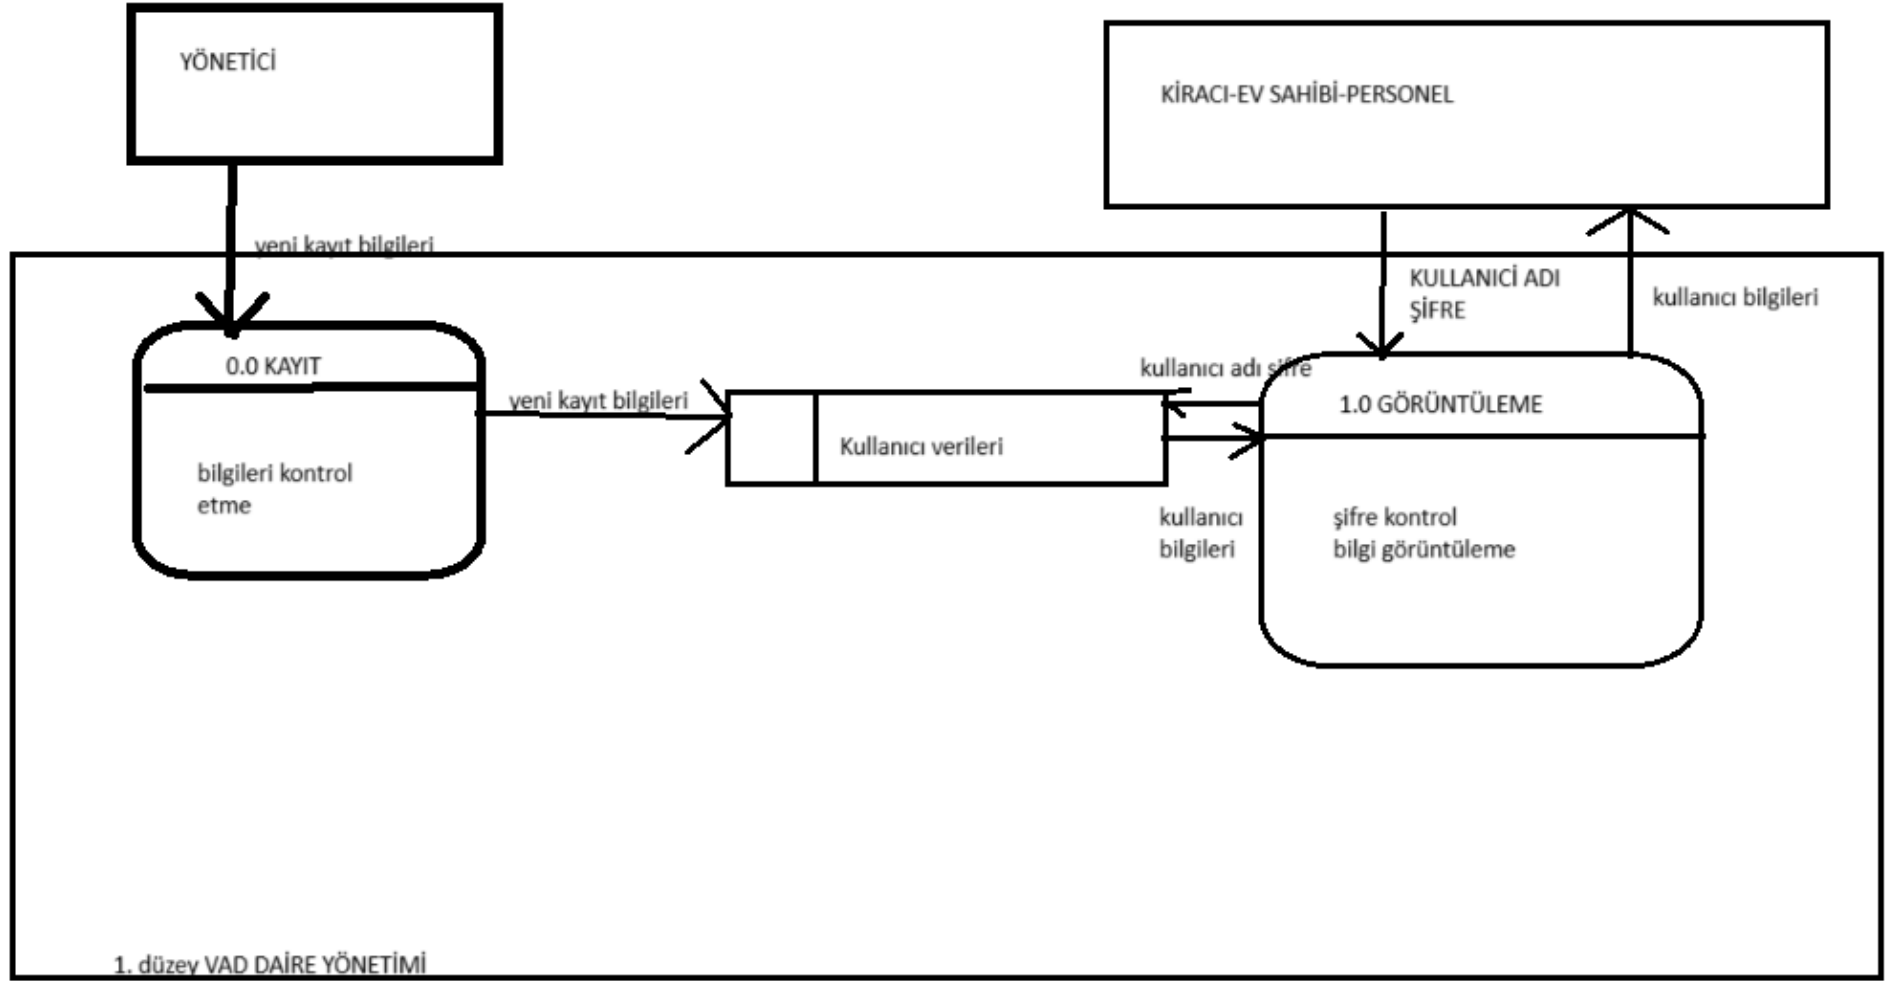 YÖNETİCİ
KİRACI-EV SAHİBİ-PERSONEL
yeni kayıt bilgileri
KULLANICİ ADI
ŞİFRE
kullanıcı bilgileri
0.0 KAYIT
bilgileri kontrol
etme
yeni kayıt bilgileri
Kullanıcı verileri
kullanıcı adı şifre
kullanıcı
bilgileri
1.0 GÖRÜNTÜLEME
şifre kontrol
bilgi görüntüleme
1. düzey VAD DAİRE YÖNETİMİ